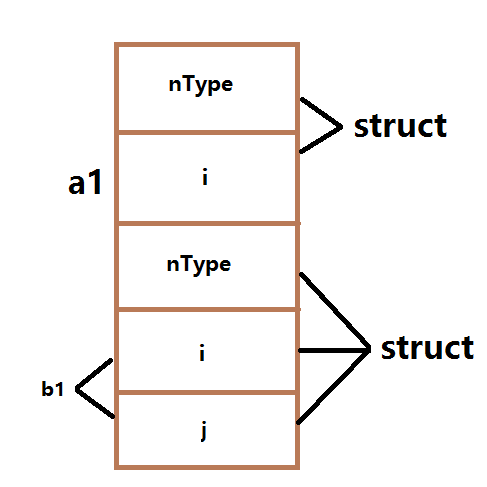 nType
struct
a1
i
nType
struct
i
b1
j